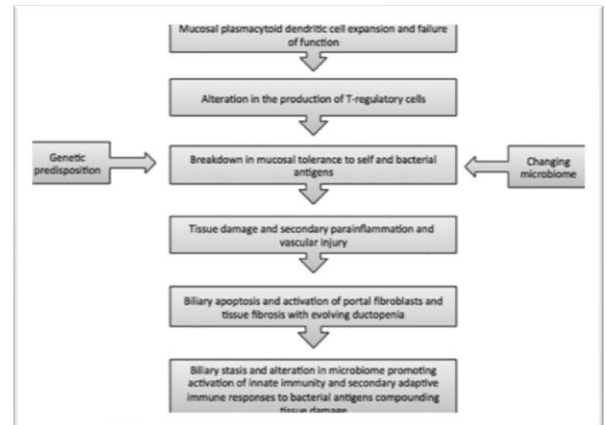 Mucosal plasmacytoid dendritic cell expansion and failure
of function
Alteration in the production of T-regulatory cells
Genetic
predisposition
Breakdown in mucosal tolerance to self and bacterial
antigens
Changing
microbiome
Tissue damage and secondary parainflammation and
vascular injury
Biliary apoptosis and activation of portal fibroblasts and
tissue fibrosis with evolving ductopenia
Biliary stasis and alteration in microbiome promoting
activation of innate immunity and secondary adaptive
immune responses to bacterial antigens compounding
tissue damage